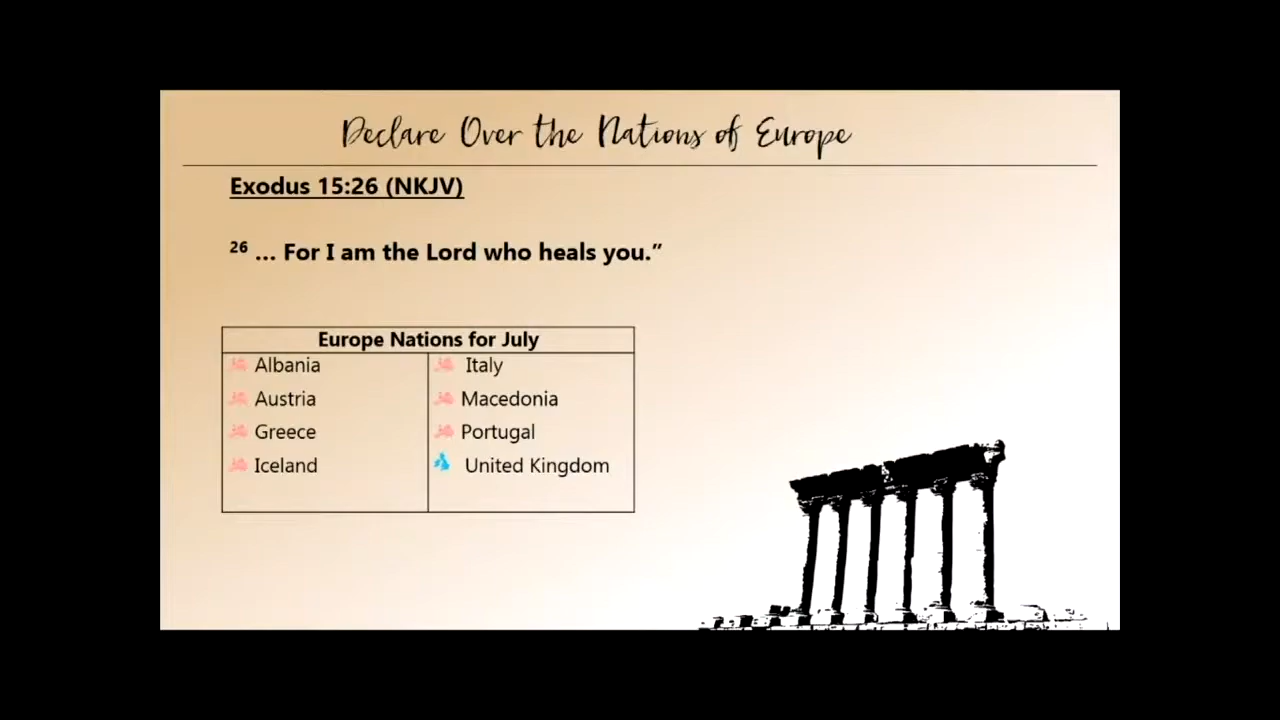 Declare Over the Nations of Europe
Exodus 15:26 (NKJV)
26 ... For I am the Lord who heals you.”
Europe Nations for July
Albania
Austria
Greece
Iceland
Italy
Macedonia
Portugal
United Kingdom